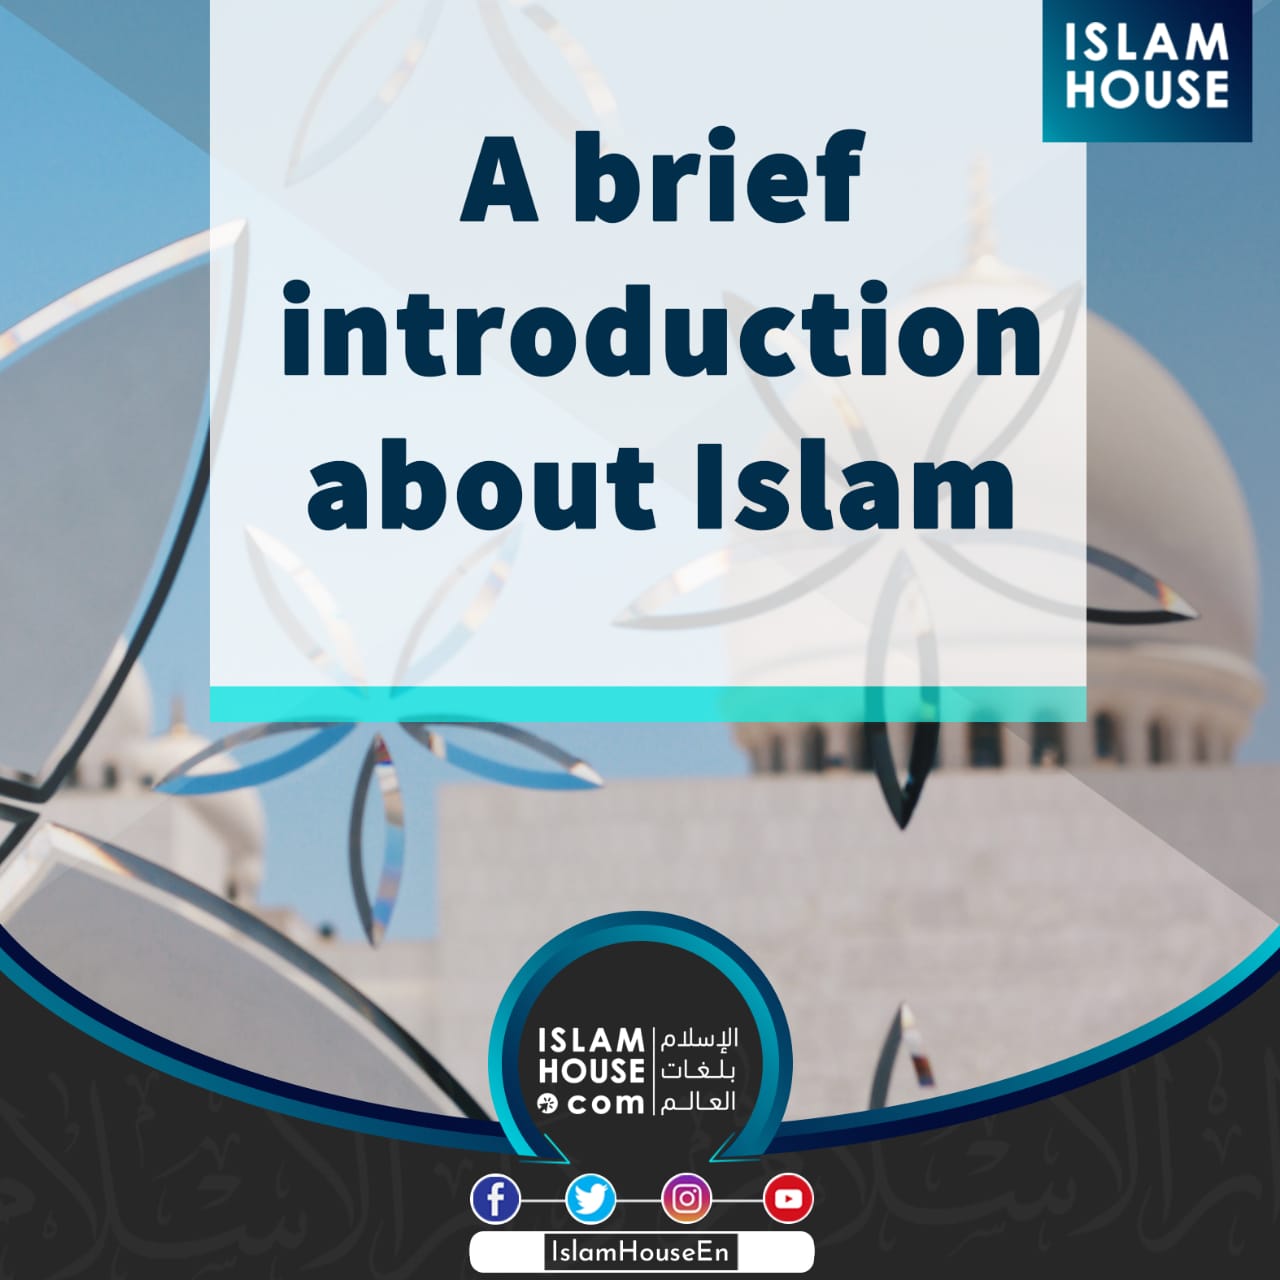 ISLAM
HOUSE
A brief
introduction
about Islam
ISLAM
HOUSE
com
الإسلام
بلغات
العالم
IslamHouseEn